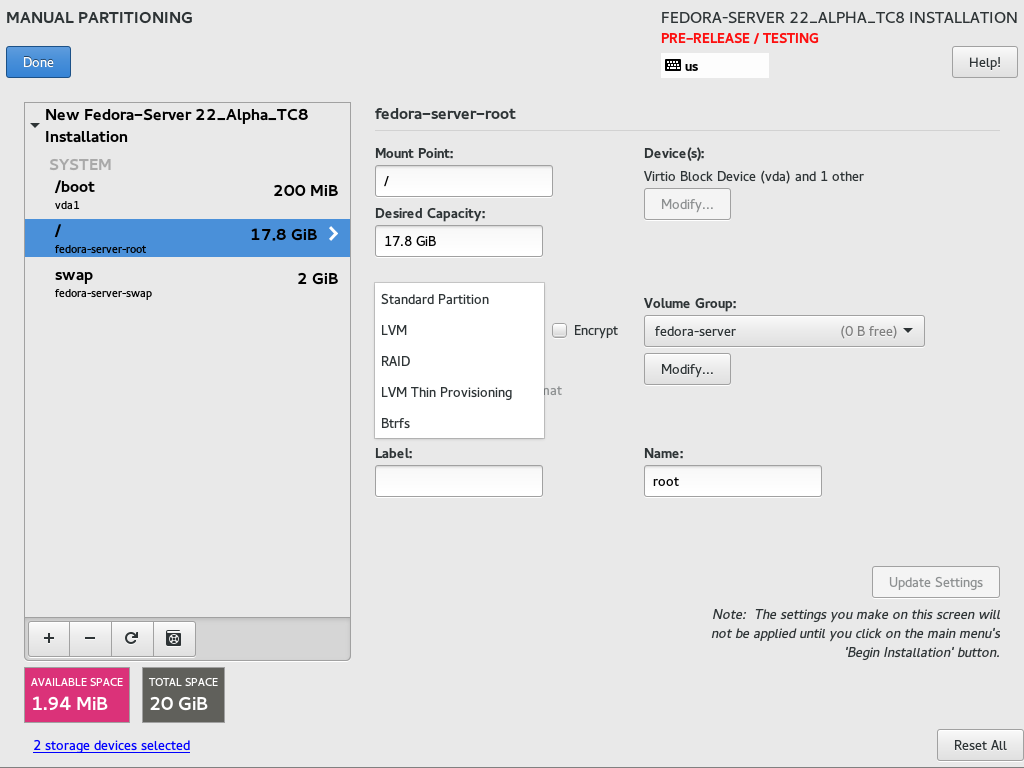 MANUAL PARTITIONING
FEDORA-SERVER 22_ALPHA_TC8 INSTALLATION
PRE-RELEASE / TESTING
Done
us
Help!
New Fedora-Server 22_Alpha_TC8
Installation
SYSTEM
/boot
200 MiB
vda1
/
17.8 GiB
fedora-server-root
swap
2 GiB
fedora-server-swap
+ −
AVAILABLE SPACE
1.94 MiB
TOTAL SPACE
20 GiB
2 storage devices selected
fedora-server-root
Mount Point:
/
Desired Capacity:
17.8 GiB
Standard Partition
LVM
RAID
LVM Thin Provisioning
Btrfs
Encrypt
Label:
Device(s):
Virtio Block Device (vda) and 1 other
Modify...
Volume Group:
fedora-server (0 B free)
Modify...
Name:
root
Update Settings
Note: The settings you make on this screen will
not be applied until you click on the main menu's
'Begin Installation' button.
Reset All